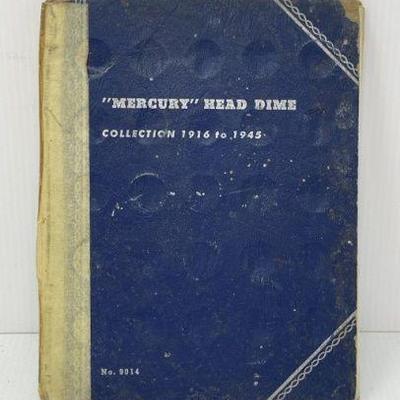 "MERCURY" HEAD DIME
COLLECTION 1916 to 1945
No. 9014